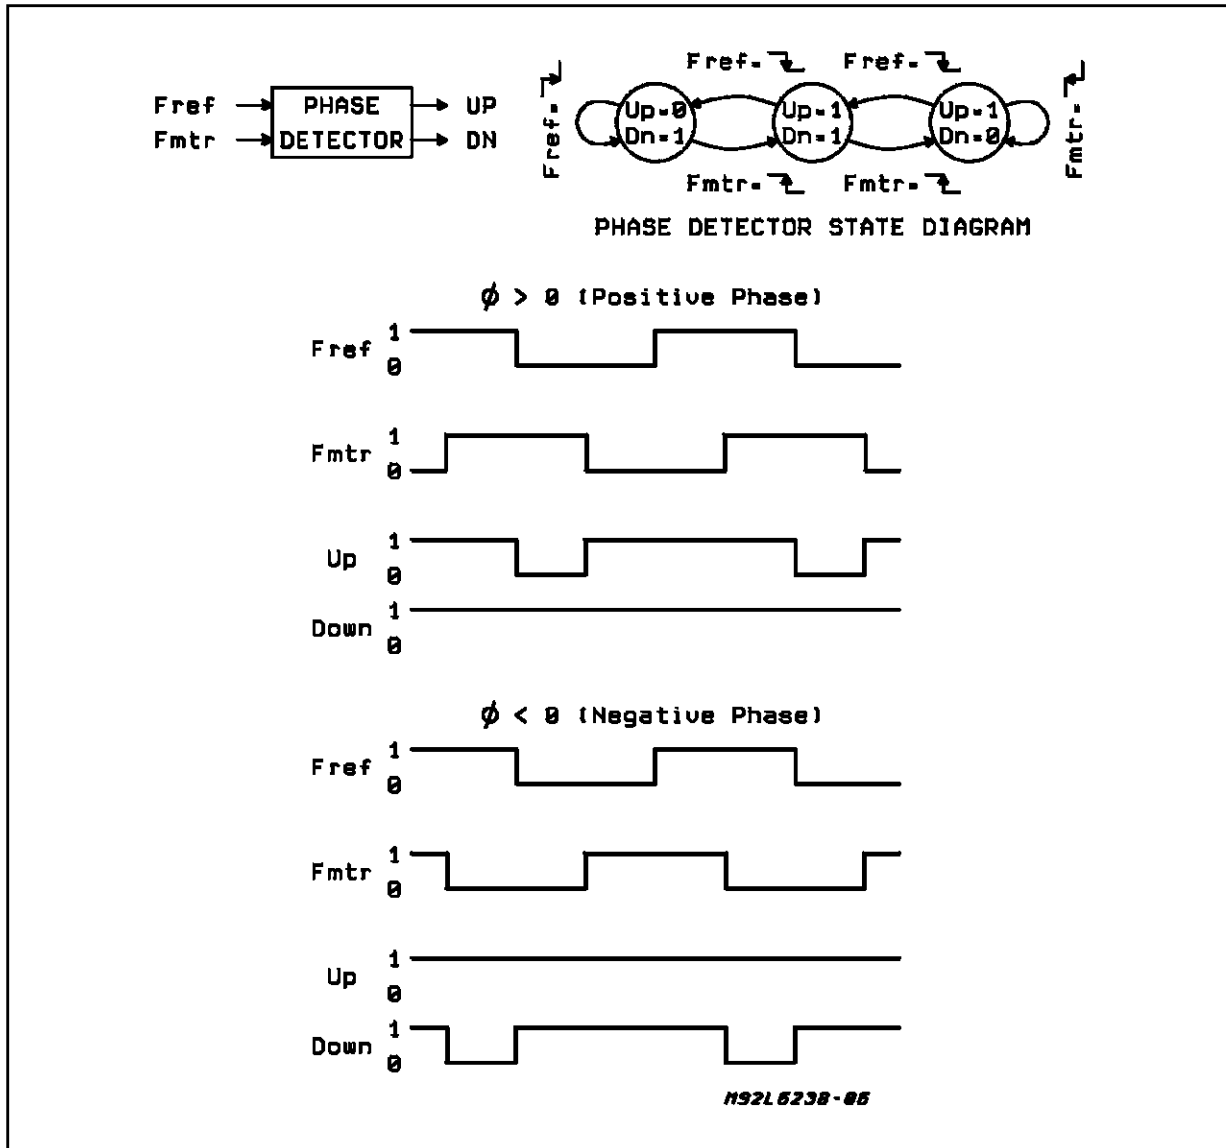 Fref PHASE UP
Fmtr DETECTOR DN
Fref= Fref=
Fref=
Up=0 Up=1 Up=1
Dn=1 Dn=1 Dn=0
Fmtr=
Fmtr= Fmtr=
PHASE DETECTOR STATE DIAGRAM
ϕ > 0 (Positive Phase)
Fref 1
0
Fmtr 1
0
Up 1
0
Down 1
0
ϕ < 0 (Negative Phase)
Fref 1
0
Fmtr 1
0
Up 1
0
Down 1
0
M92L6238-06